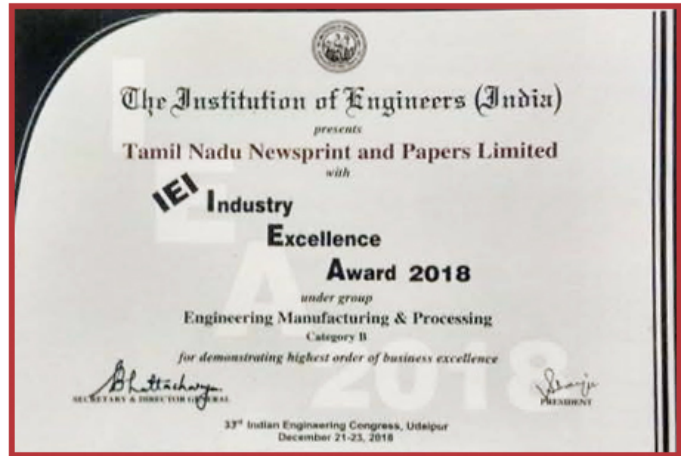 The Institution of Engineers (India)
presents
Tamil Nadu Newsprint and Papers Limited
with
IEI Industry
Excellence
Award 2018
under group
Engineering Manufacturing & Processing
Category B
for demonstrating highest order of business excellence
Bhattacharya
SECRETARY & DIRECTOR GENERAL
PRESIDENT
33rd Indian Engineering Congress, Udaipur
December 21-23, 2018
I
E
A
2018